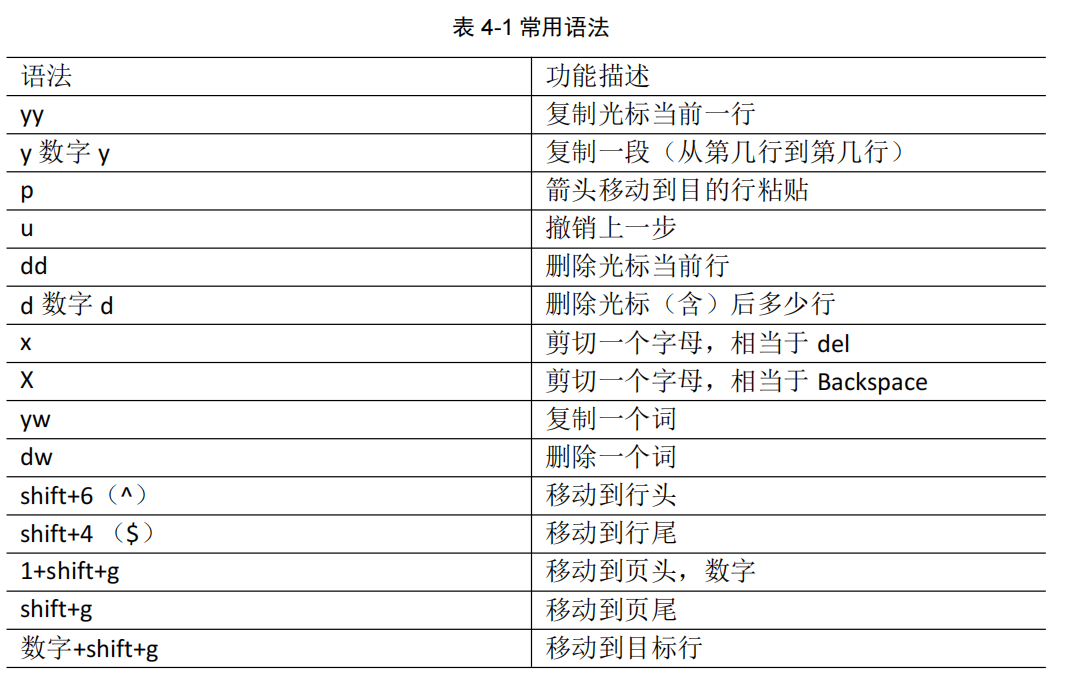 表 4-1 常用语法
语法 功能描述
yy 复制光标当前一行
y 数字 y 复制一段（从第几行到第几行）
p 箭头移动到目的行粘贴
u 撤销上一步
dd 删除光标当前行
d 数字 d 删除光标（含）后多少行
x 剪切一个字母，相当于 del
X 剪切一个字母，相当于 Backspace
yw 复制一个词
dw 删除一个词
shift+6（^） 移动到行头
shift+4 （$） 移动到行尾
1+shift+g 移动到页头，数字
shift+g 移动到页尾
数字+shift+g 移动到目标行